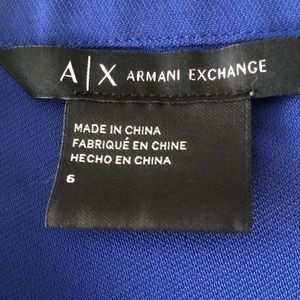 A|X ARMANI EXCHANGE
MADE IN CHINA
FABRIQUÉ EN CHINE
HECHO EN CHINA
6